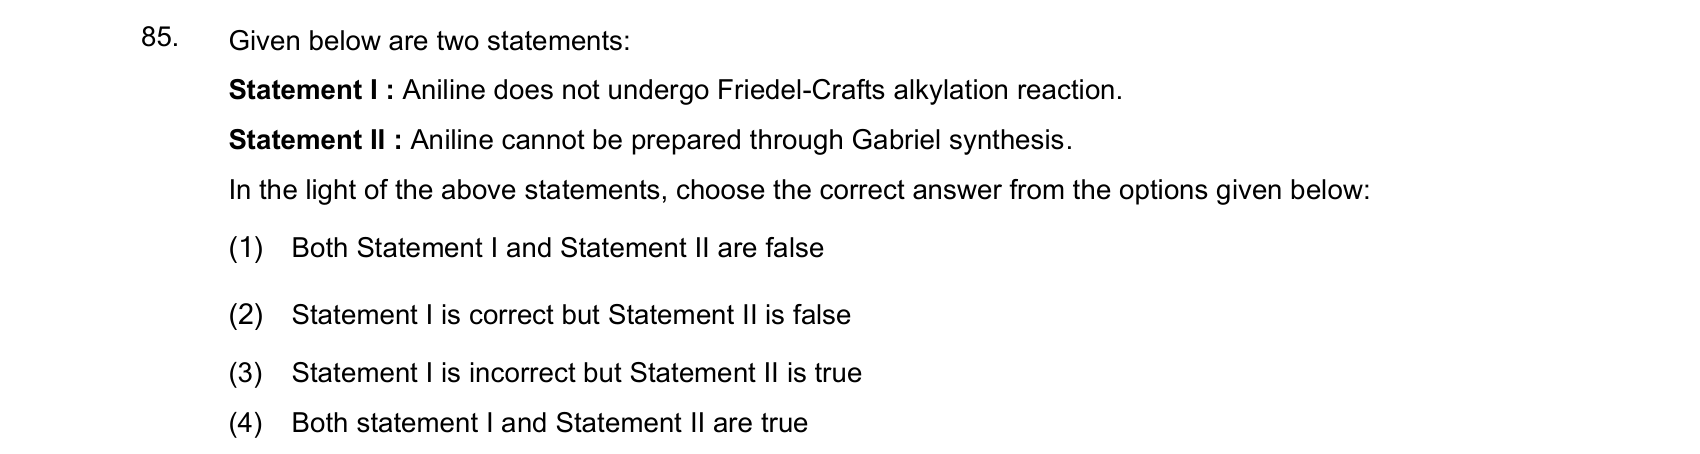 85. Given below are two statements:
Statement I : Aniline does not undergo Friedel-Crafts alkylation reaction.
Statement II : Aniline cannot be prepared through Gabriel synthesis.
In the light of the above statements, choose the correct answer from the options given below:
(1) Both Statement I and Statement II are false
(2) Statement I is correct but Statement II is false
(3) Statement I is incorrect but Statement II is true
(4) Both statement I and Statement II are true